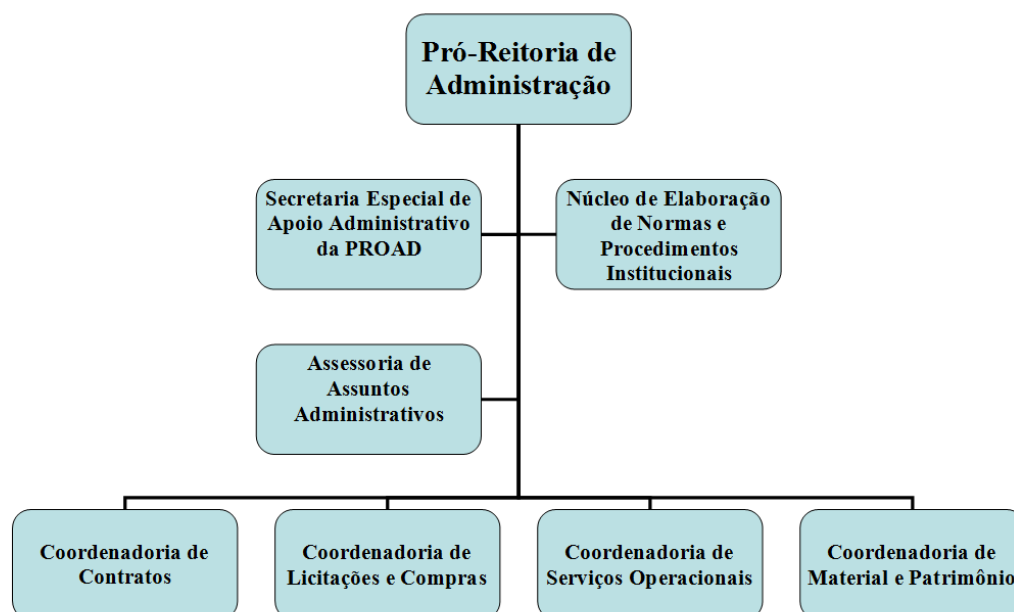 Pró-Reitoria de
Administração
Secretaria Especial de
Apoio Administrativo
da PROAD
Núcleo de Elaboração
de Normas e
Procedimentos
Institucionais
Assessoria de
Assuntos
Administrativos
Coordenadoria de
Contratos
Coordenadoria de
Licitações e Compras
Coordenadoria de
Serviços Operacionais
Coordenadoria de
Material e Patrimônio